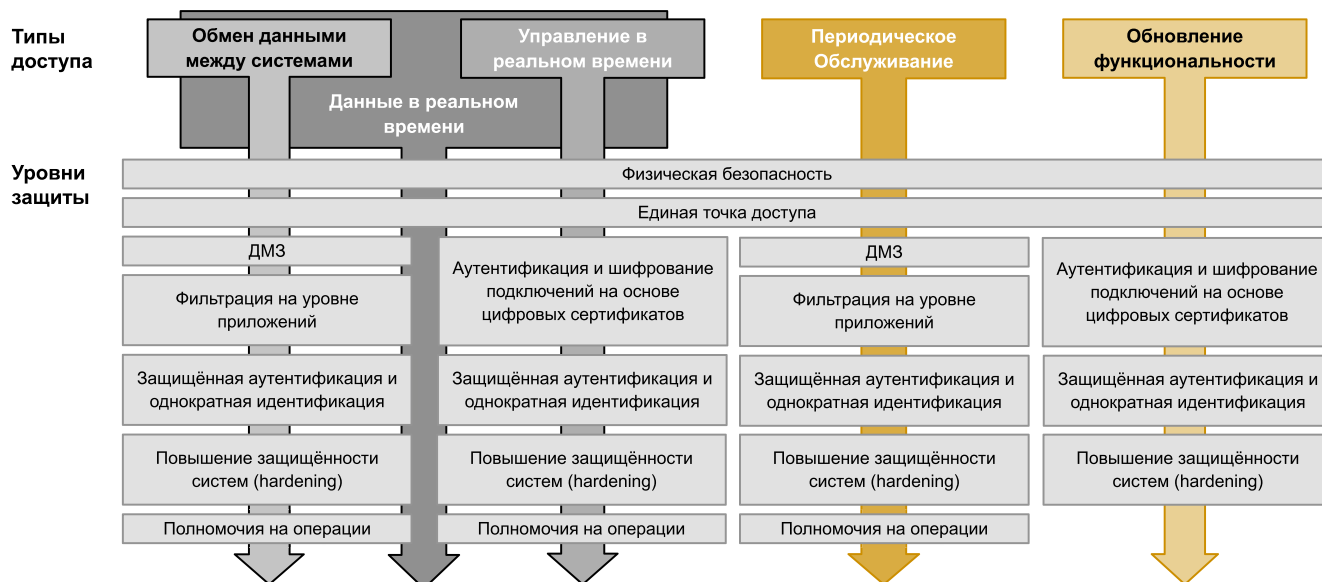 Типы
доступа
Обмен данными
между системами
Управление в
реальном времени
Данные в реальном
времени
Периодическое
Обслуживание
Обновление
функциональности
Уровни
защиты
Физическая безопасность
Единая точка доступа
ДМЗ
Фильтрация на уровне
приложений
Защищённая аутентификация и
однократная идентификация
Повышение защищённости
систем (hardening)
Полномочия на операции
Аутентификация и шифрование
подключений на основе
цифровых сертификатов
Защищённая аутентификация и
однократная идентификация
Повышение защищённости
систем (hardening)
Полномочия на операции
ДМЗ
Фильтрация на уровне
приложений
Защищённая аутентификация и
однократная идентификация
Повышение защищённости
систем (hardening)
Полномочия на операции
Аутентификация и шифрование
подключений на основе
цифровых сертификатов
Защищённая аутентификация и
однократная идентификация
Повышение защищённости
систем (hardening)